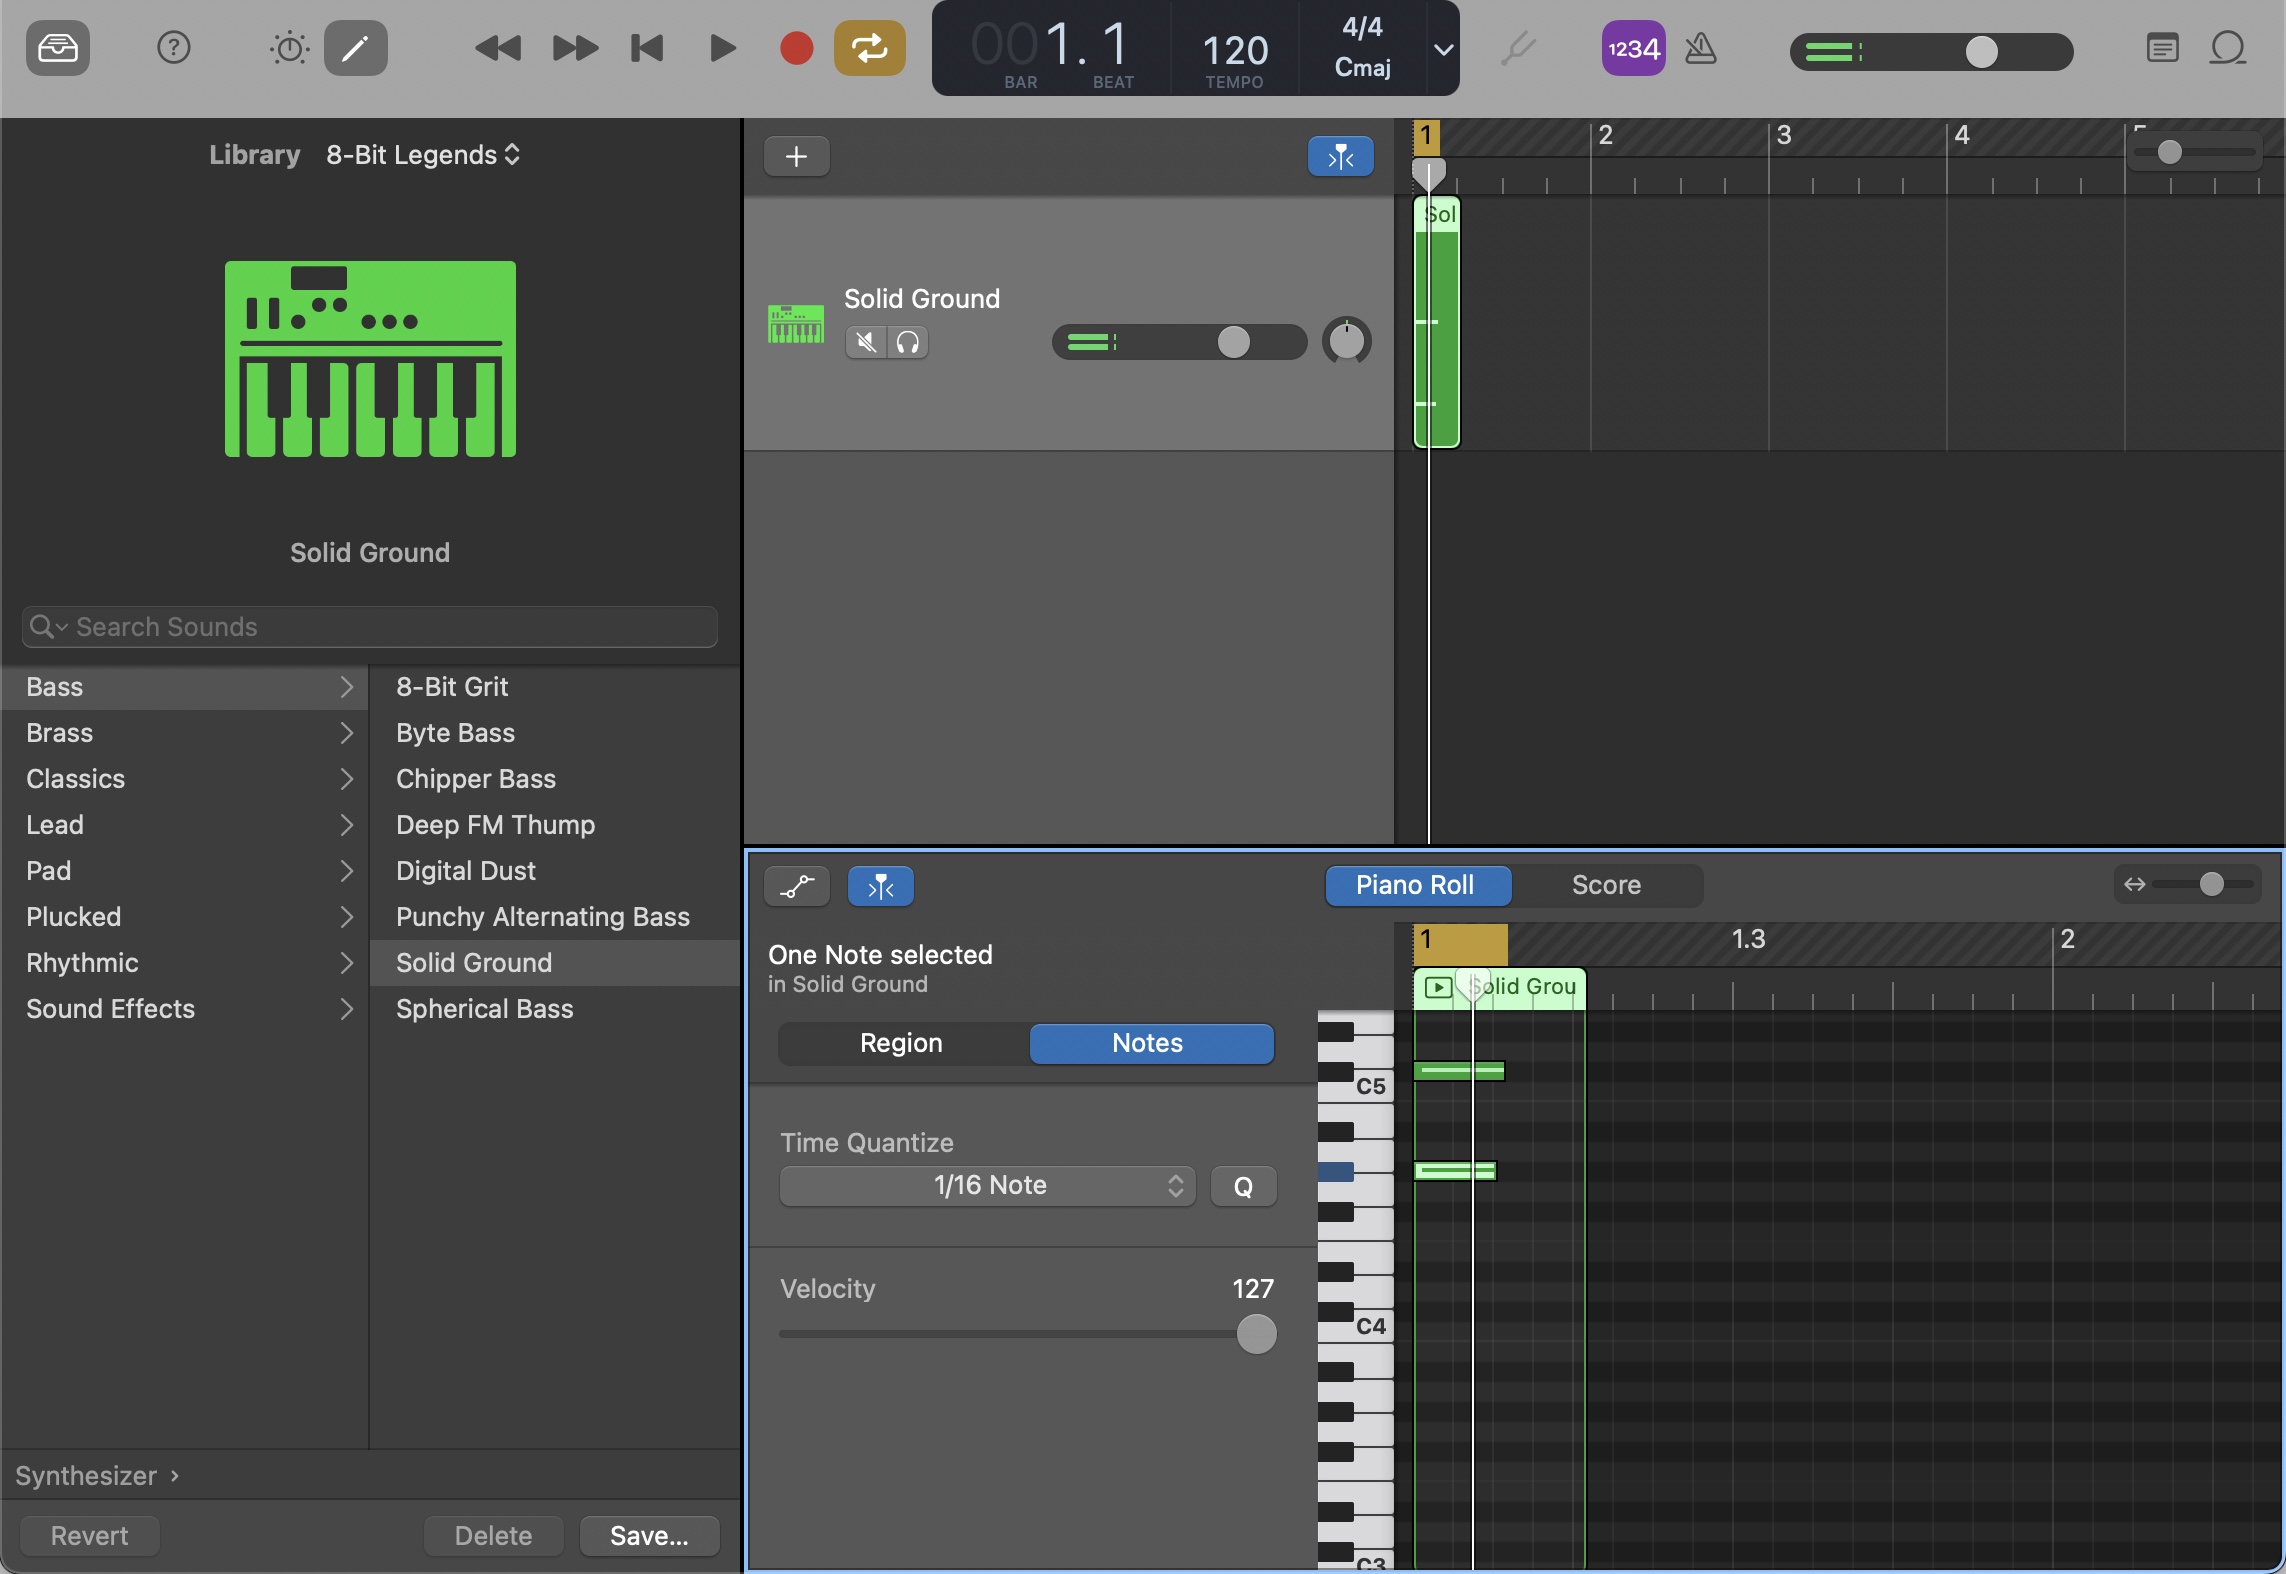 001. 1
BAR
BEAT
120
TEMPO
4/4
Cmaj
1234
Library
8-Bit Legends
Solid Ground
Search Sounds
Bass
Brass
Classics
Lead
Pad
Plucked
Rhythmic
Sound Effects
8-Bit Grit
Byte Bass
Chipper Bass
Deep FM Thump
Digital Dust
Punchy Alternating Bass
Solid Ground
Spherical Bass
Synthesizer
Revert
Delete
Save...
Solid Ground
1
2
3
4
5
Sol
Piano Roll
Score
One Note selected
in Solid Ground
Region
Notes
Time Quantize
1/16 Note
Q
Velocity
127
1
1.3
2
Solid Grou
C5
C4
C3